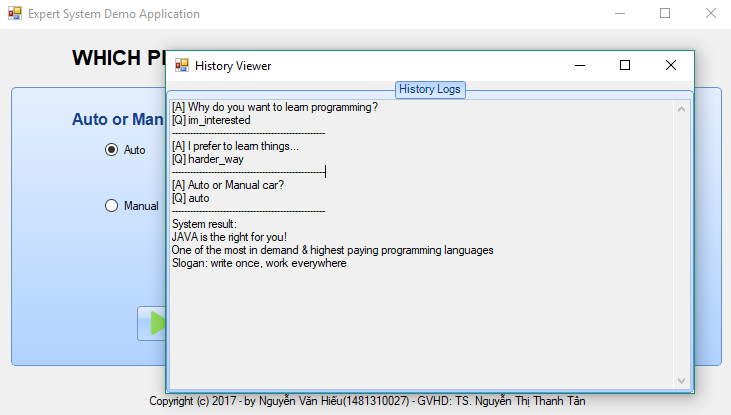 Expert System Demo Application
WHICH
History Viewer
History Logs
Auto or
Auto
Manual
[A] Why do you want to learn programming?
[Q] im_interested
----------------------------------------------------
[A] I prefer to learn things...
[Q] harder_way
----------------------------------------------------
[A] Auto or Manual car?
[Q] auto
----------------------------------------------------
System result:
JAVA is the right for you!
One of the most in demand & highest paying programming languages
Slogan: write once, work everywhere
Copyright (c) 2017 - by Nguyễn Văn Hiếu(1481310027) - GVHD: TS. Nguyễn Thị Thanh Tân